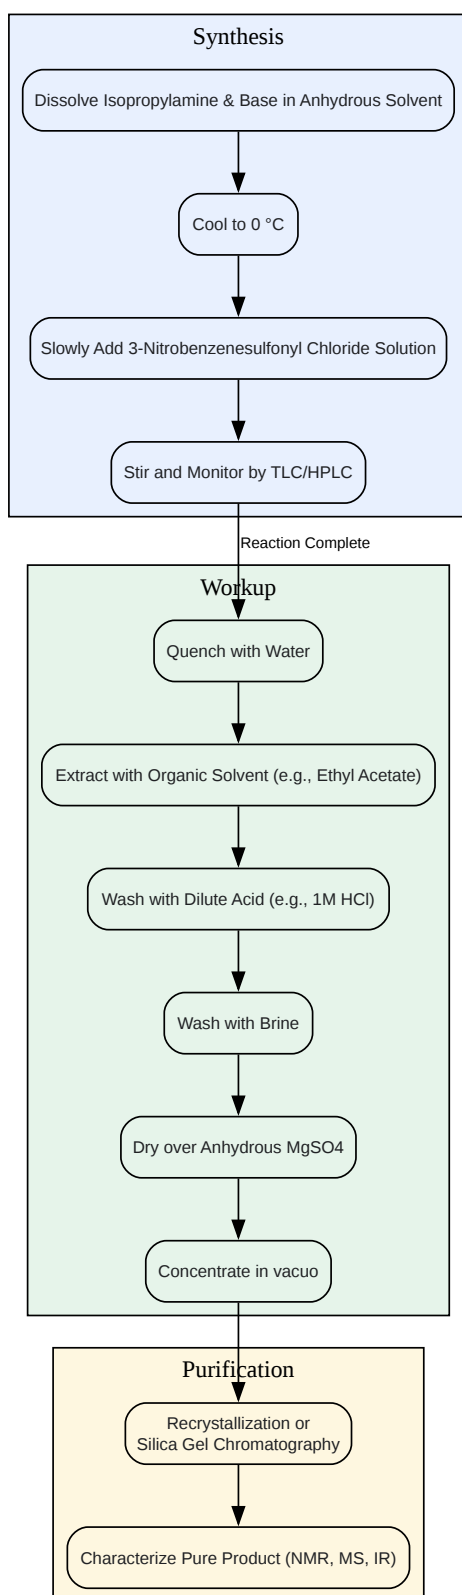 Synthesis
Dissolve Isopropylamine & Base in Anhydrous Solvent
Cool to 0 °C
Slowly Add 3-Nitrobenzenesulfonyl Chloride Solution
Stir and Monitor by TLC/HPLC
Reaction Complete
Workup
Quench with Water
Extract with Organic Solvent (e.g., Ethyl Acetate)
Wash with Dilute Acid (e.g., 1M HCl)
Wash with Brine
Dry over Anhydrous MgSO4
Concentrate in vacuo
Purification
Recrystallization or
Silica Gel Chromatography
Characterize Pure Product (NMR, MS, IR)